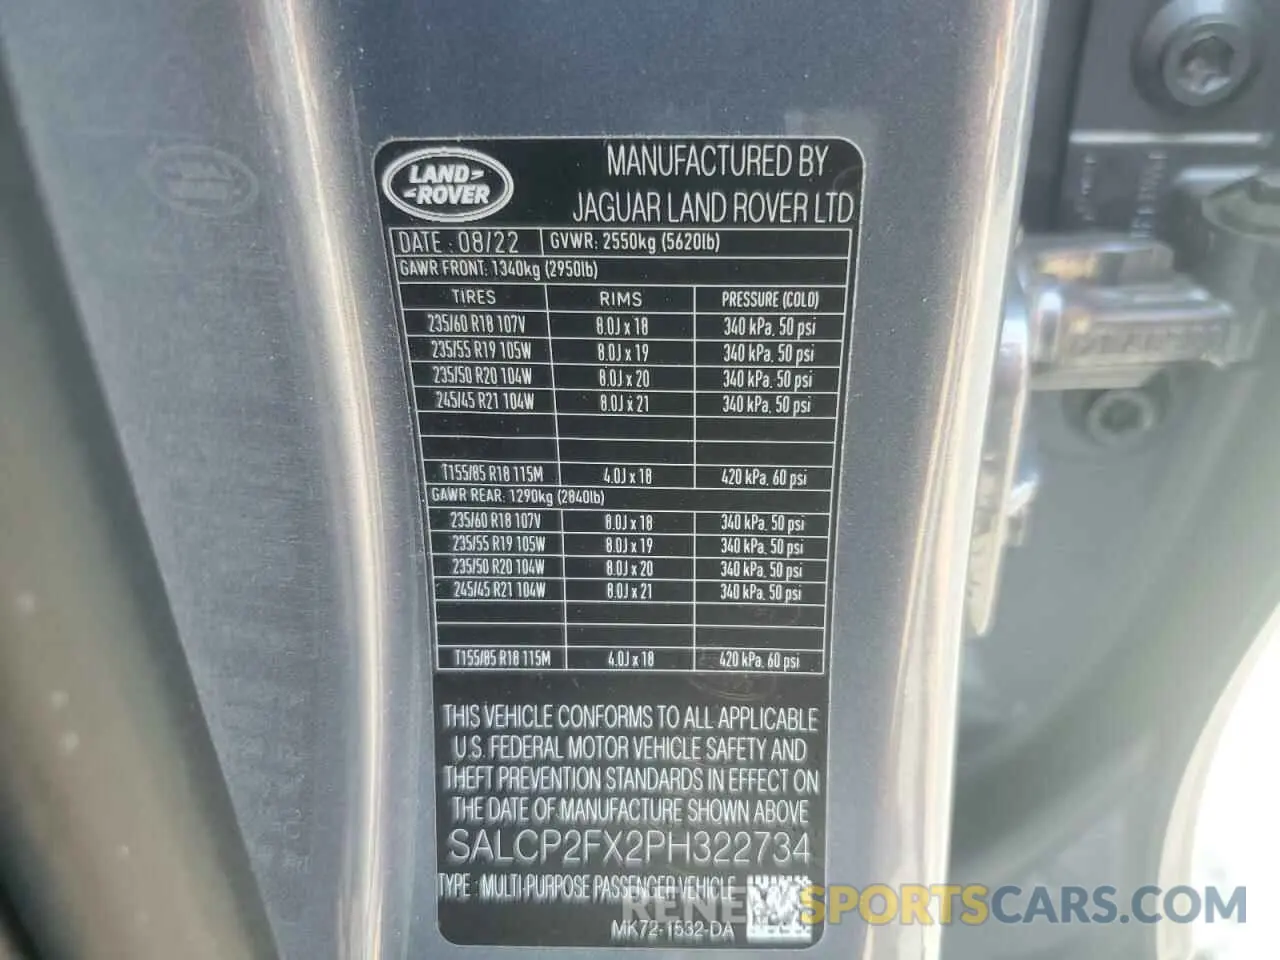 LAND ROVER
MANUFACTURED BY
JAGUAR LAND ROVER LTD
DATE : 08/22 GVWR: 2550kg (5620lb)
GAWR FRONT: 1340kg (2950lb)
TIRES RIMS PRESSURE (COLD)
235/60 R18 107V 8.0J x 18 340 kPa, 50 psi
235/55 R19 105W 8.0J x 19 340 kPa, 50 psi
235/50 R20 104W 8.0J x 20 340 kPa, 50 psi
245/45 R21 104W 8.0J x 21 340 kPa, 50 psi
T155/85 R18 115M 4.0J x 18 420 kPa, 60 psi
GAWR REAR: 1290kg (2840lb)
235/60 R18 107V 8.0J x 18 340 kPa, 50 psi
235/55 R19 105W 8.0J x 19 340 kPa, 50 psi
235/50 R20 104W 8.0J x 20 340 kPa, 50 psi
245/45 R21 104W 8.0J x 21 340 kPa, 50 psi
T155/85 R18 115M 4.0J x 18 420 kPa, 60 psi
THIS VEHICLE CONFORMS TO ALL APPLICABLE
U.S. FEDERAL MOTOR VEHICLE SAFETY AND
THEFT PREVENTION STANDARDS IN EFFECT ON
THE DATE OF MANUFACTURE SHOWN ABOVE
SALCP2FX2PH322734
TYPE : MULTI-PURPOSE PASSENGER VEHICLE
MK72-1532-DA
SPORTSCARS.COM